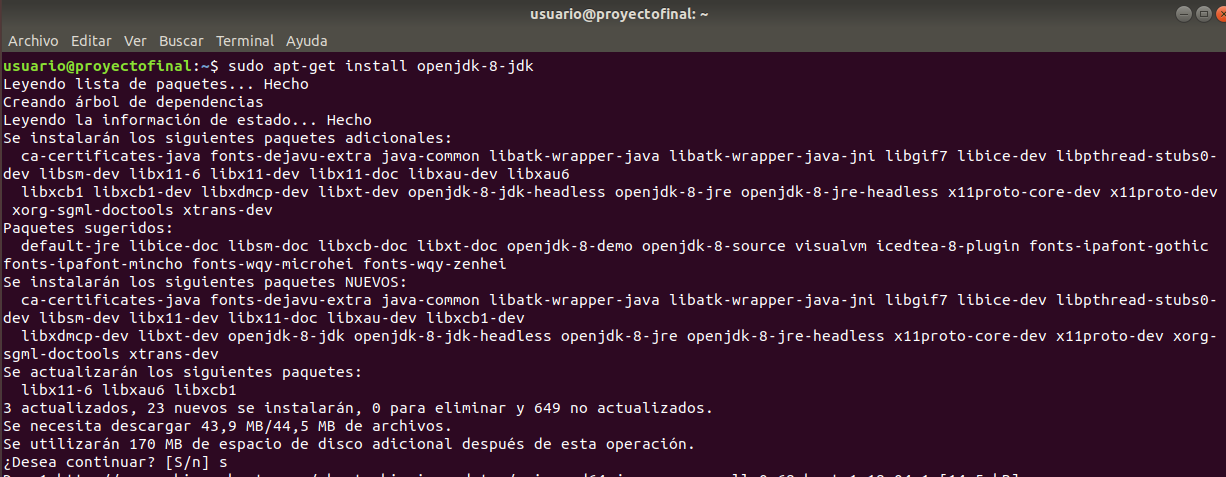 usuario@proyectofinal: ~
Archivo Editar Ver Buscar Terminal Ayuda
usuario@proyectofinal:~$ sudo apt-get install openjdk-8-jdk
Leyendo lista de paquetes... Hecho
Creando árbol de dependencias
Leyendo la información de estado... Hecho
Se instalarán los siguientes paquetes adicionales:
ca-certificates-java fonts-dejavu-extra java-common libatk-wrapper-java libatk-wrapper-java-jni libgif7 libice-dev libpthread-stubs0-
dev libsm-dev libx11-6 libx11-dev libx11-doc libxau-dev libxau6
libxcb1 libxcb1-dev libxdmcp-dev libxt-dev openjdk-8-jdk-headless openjdk-8-jre openjdk-8-jre-headless x11proto-core-dev x11proto-dev
xorg-sgml-doctools xtrans-dev
Paquetes sugeridos:
default-jre libice-doc libsm-doc libxcb-doc libxt-doc openjdk-8-demo openjdk-8-source visualvm icedtea-8-plugin fonts-ipafont-gothic
fonts-ipafont-mincho fonts-wqy-microhei fonts-wqy-zenhei
Se instalarán los siguientes paquetes NUEVOS:
ca-certificates-java fonts-dejavu-extra java-common libatk-wrapper-java libatk-wrapper-java-jni libgif7 libice-dev libpthread-stubs0-
dev libsm-dev libx11-dev libx11-doc libxau-dev libxcb1-dev
libxdmcp-dev libxt-dev openjdk-8-jdk openjdk-8-jdk-headless openjdk-8-jre openjdk-8-jre-headless x11proto-core-dev x11proto-dev xorg-
sgml-doctools xtrans-dev
Se actualizarán los siguientes paquetes:
libx11-6 libxau6 libxcb1
3 actualizados, 23 nuevos se instalarán, 0 para eliminar y 649 no actualizados.
Se necesita descargar 43,9 MB/44,5 MB de archivos.
Se utilizarán 170 MB de espacio de disco adicional después de esta operación.
¿Desea continuar? [S/n] s